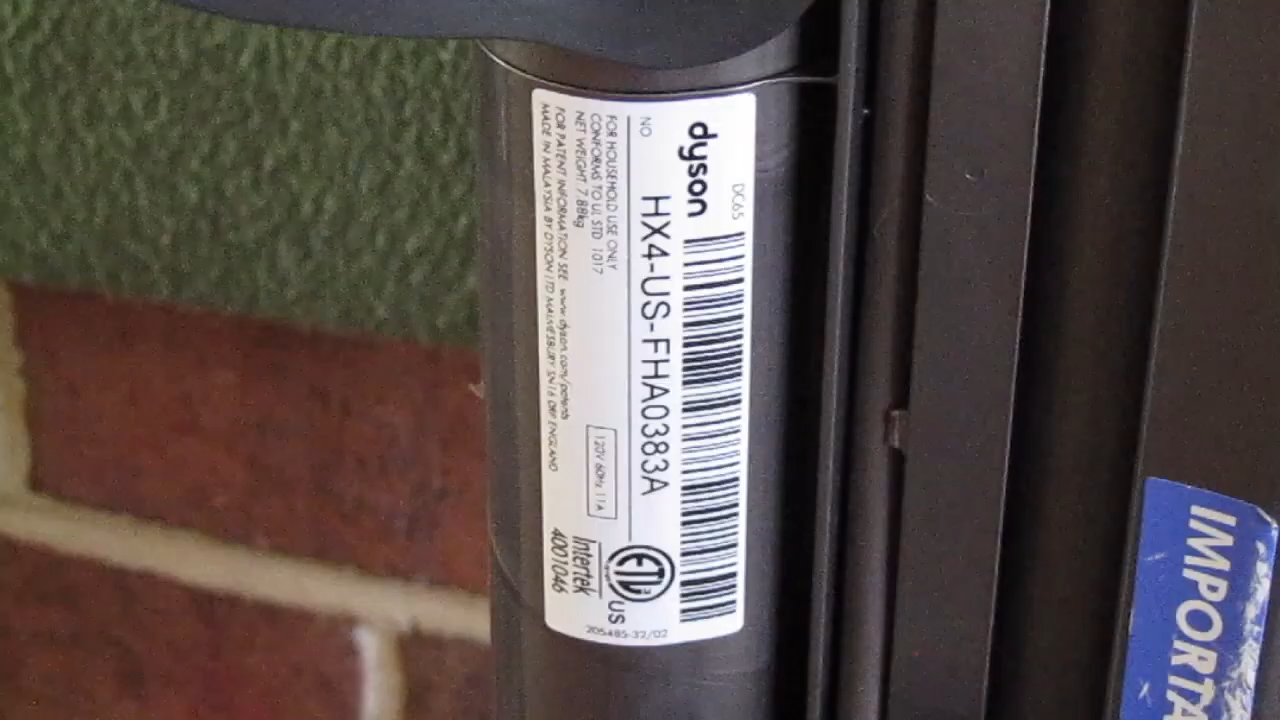 DC65
dyson
NO HX4-US-FHA0383A
FOR HOUSEHOLD USE ONLY
CONFORMS TO UL STD 1017
NET WEIGHT 7.88kg
FOR PATENT INFORMATION SEE www.dyson.com/patents
MADE IN MALAYSIA BY DYSON LTD MALMESBURY SN16 0RP ENGLAND
120V 60Hz 11A
ETL
US
Intertek
4001046
205485-32/02
IMPORTA